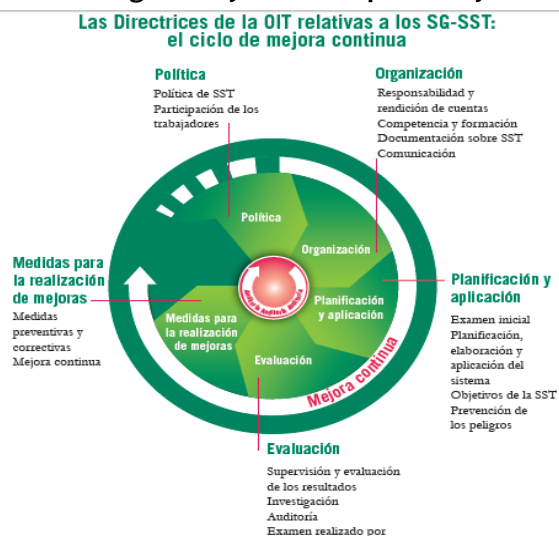 Las Directrices de la OIT relativas a los SG-SST:
el ciclo de mejora continua
Política
Política de SST
Participación de los
trabajadores
Organización
Responsabilidad y
rendición de cuentas
Competencia y formación
Documentación sobre SST
Comunicación
Política
Organización
Planificación
y aplicación
Evaluación
Medidas para
la realización
de mejoras
Auditoría Auditoría Auditoría
Mejora continua
Medidas para
la realización
de mejoras
Medidas
preventivas y
correctivas
Mejora continua
Planificación y
aplicación
Examen inicial
Planificación,
elaboración y
aplicación del
sistema
Objetivos de la SST
Prevención de
los peligros
Evaluación
Supervisión y evaluación
de los resultados
Investigación
Auditoría
Examen realizado por